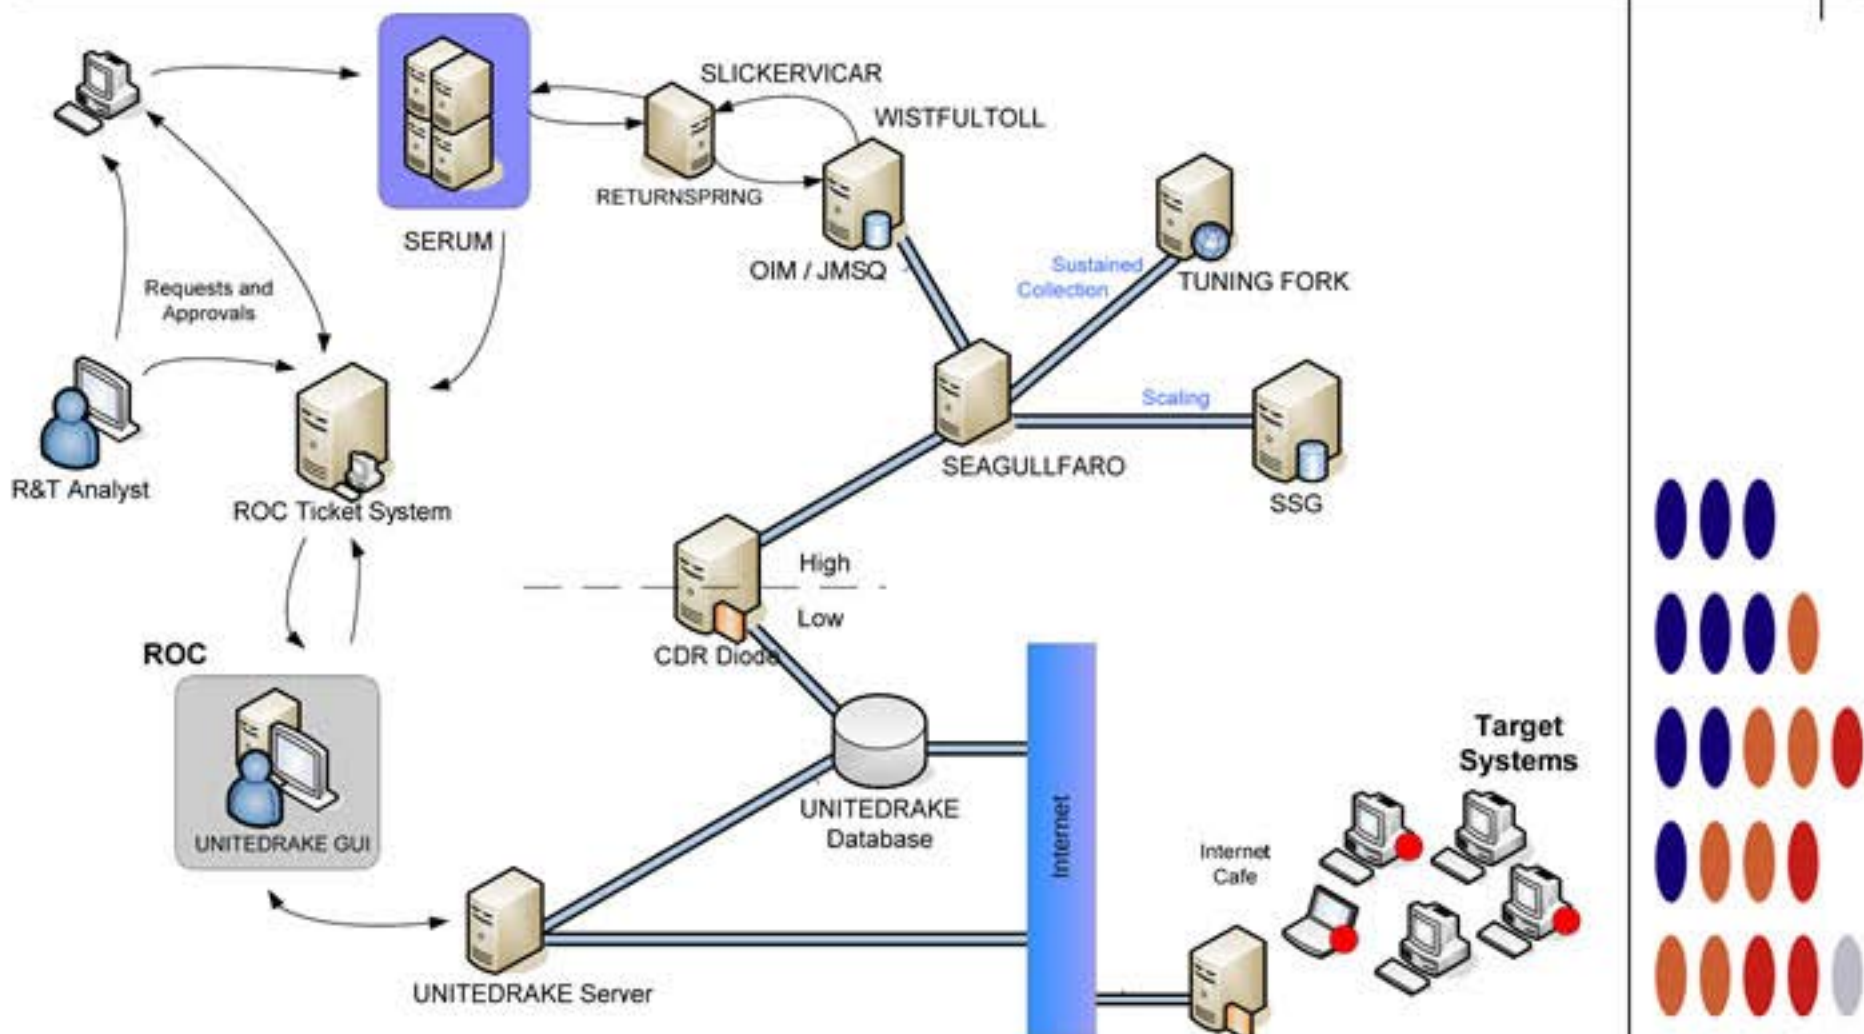 SLICKERVICAR
WISTFULTOLL
RETURNSPRING
SERUM
OIM / JMSQ
Sustained
Collection
TUNING FORK
Requests and
Approvals
Scaling
SEAGULLFARO
R&T Analyst
ROC Ticket System
SSG
High
Low
CDR Diode
ROC
UNITEDRAKE GUI
UNITEDRAKE
Database
Internet
Target
Systems
Internet
Cafe
UNITEDRAKE Server